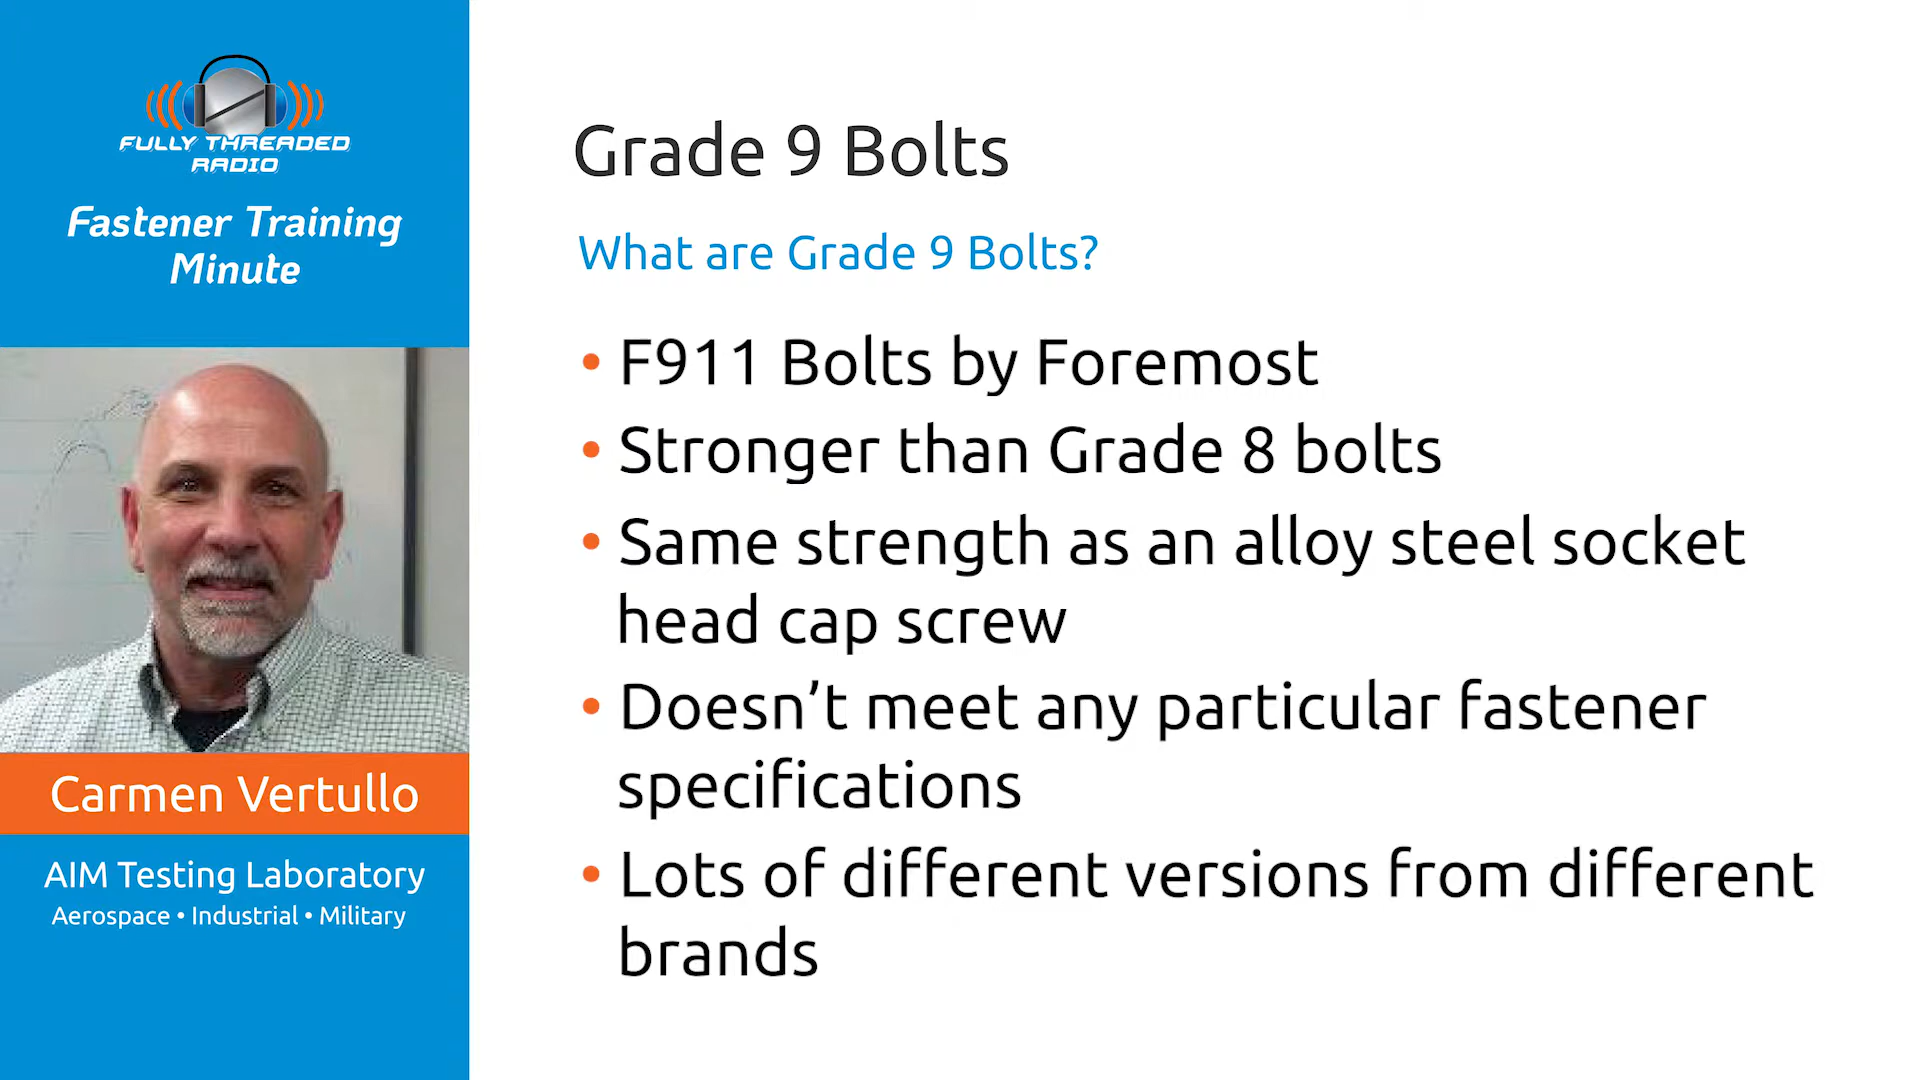 FULLY THREADED
RADIO
Fastener Training
Minute
Carmen Vertullo
AIM Testing Laboratory
Aerospace • Industrial • Military
Grade 9 Bolts
What are Grade 9 Bolts?
• F911 Bolts by Foremost
• Stronger than Grade 8 bolts
• Same strength as an alloy steel socket
head cap screw
• Doesn’t meet any particular fastener
specifications
• Lots of different versions from different
brands